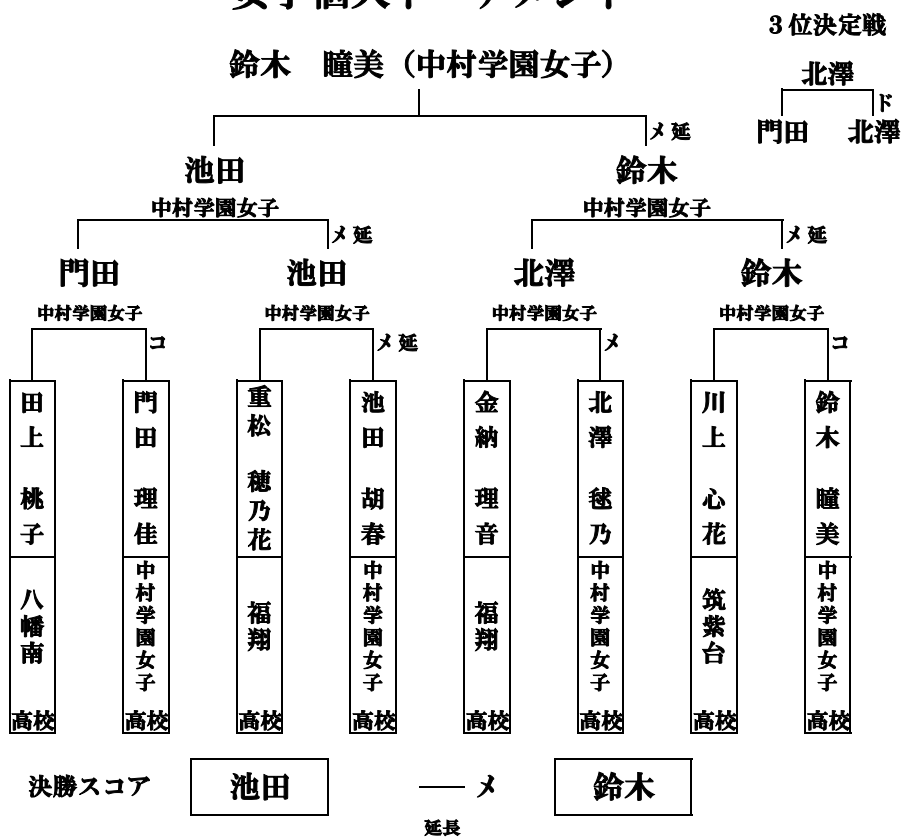 女子個人トーナメント
3位決定戦
鈴木　瞳美（中村学園女子）
北澤
ド
門田　北澤
メ延
池田　鈴木
中村学園女子　中村学園女子
メ延　メ延
門田　池田　北澤　鈴木
中村学園女子　中村学園女子　中村学園女子　中村学園女子
コ　メ延　メ　コ
田上　桃子　八幡南　高校
門田　理佳　中村学園女子　高校
重松　穂乃花　福翔　高校
池田　胡春　中村学園女子　高校
金納　理音　福翔　高校
北澤　毬乃　中村学園女子　高校
川上　心花　筑紫台　高校
鈴木　瞳美　中村学園女子　高校
決勝スコア　池田　――メ　鈴木
延長